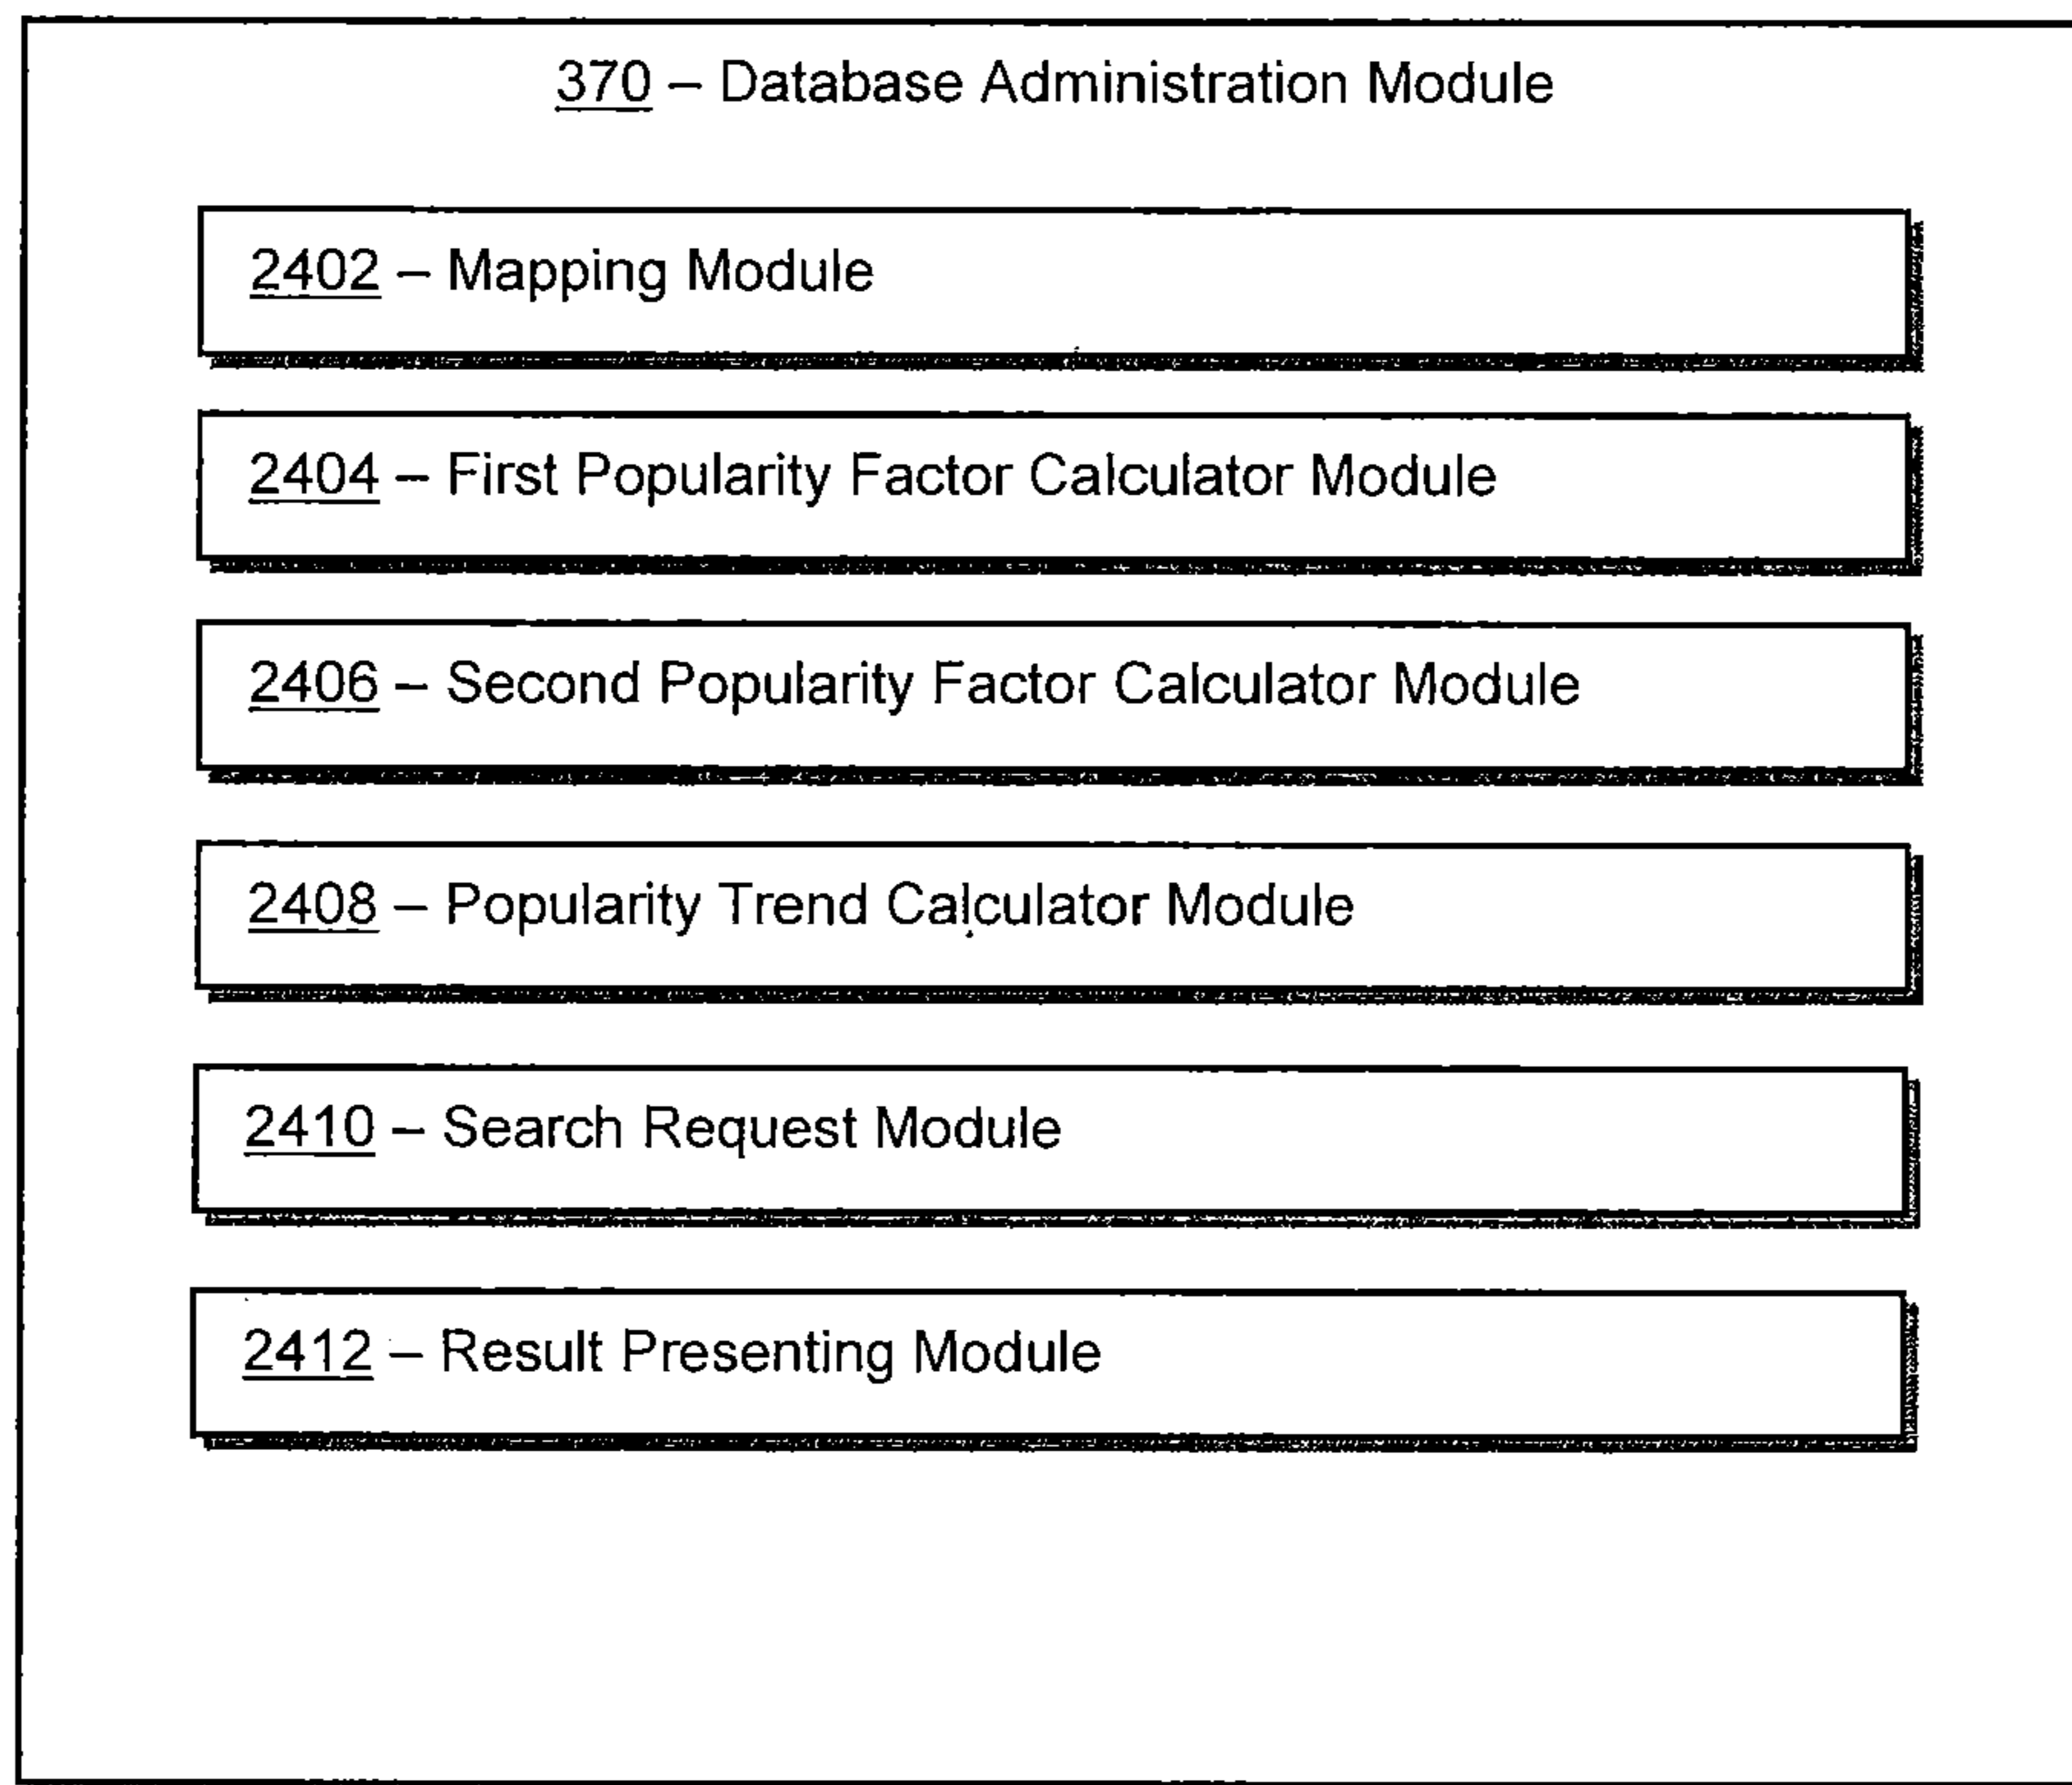 370 – Database Administration Module
2402 – Mapping Module
2404 – First Popularity Factor Calculator Module
2406 – Second Popularity Factor Calculator Module
2408 – Popularity Trend Calculator Module
2410 – Search Request Module
2412 – Result Presenting Module